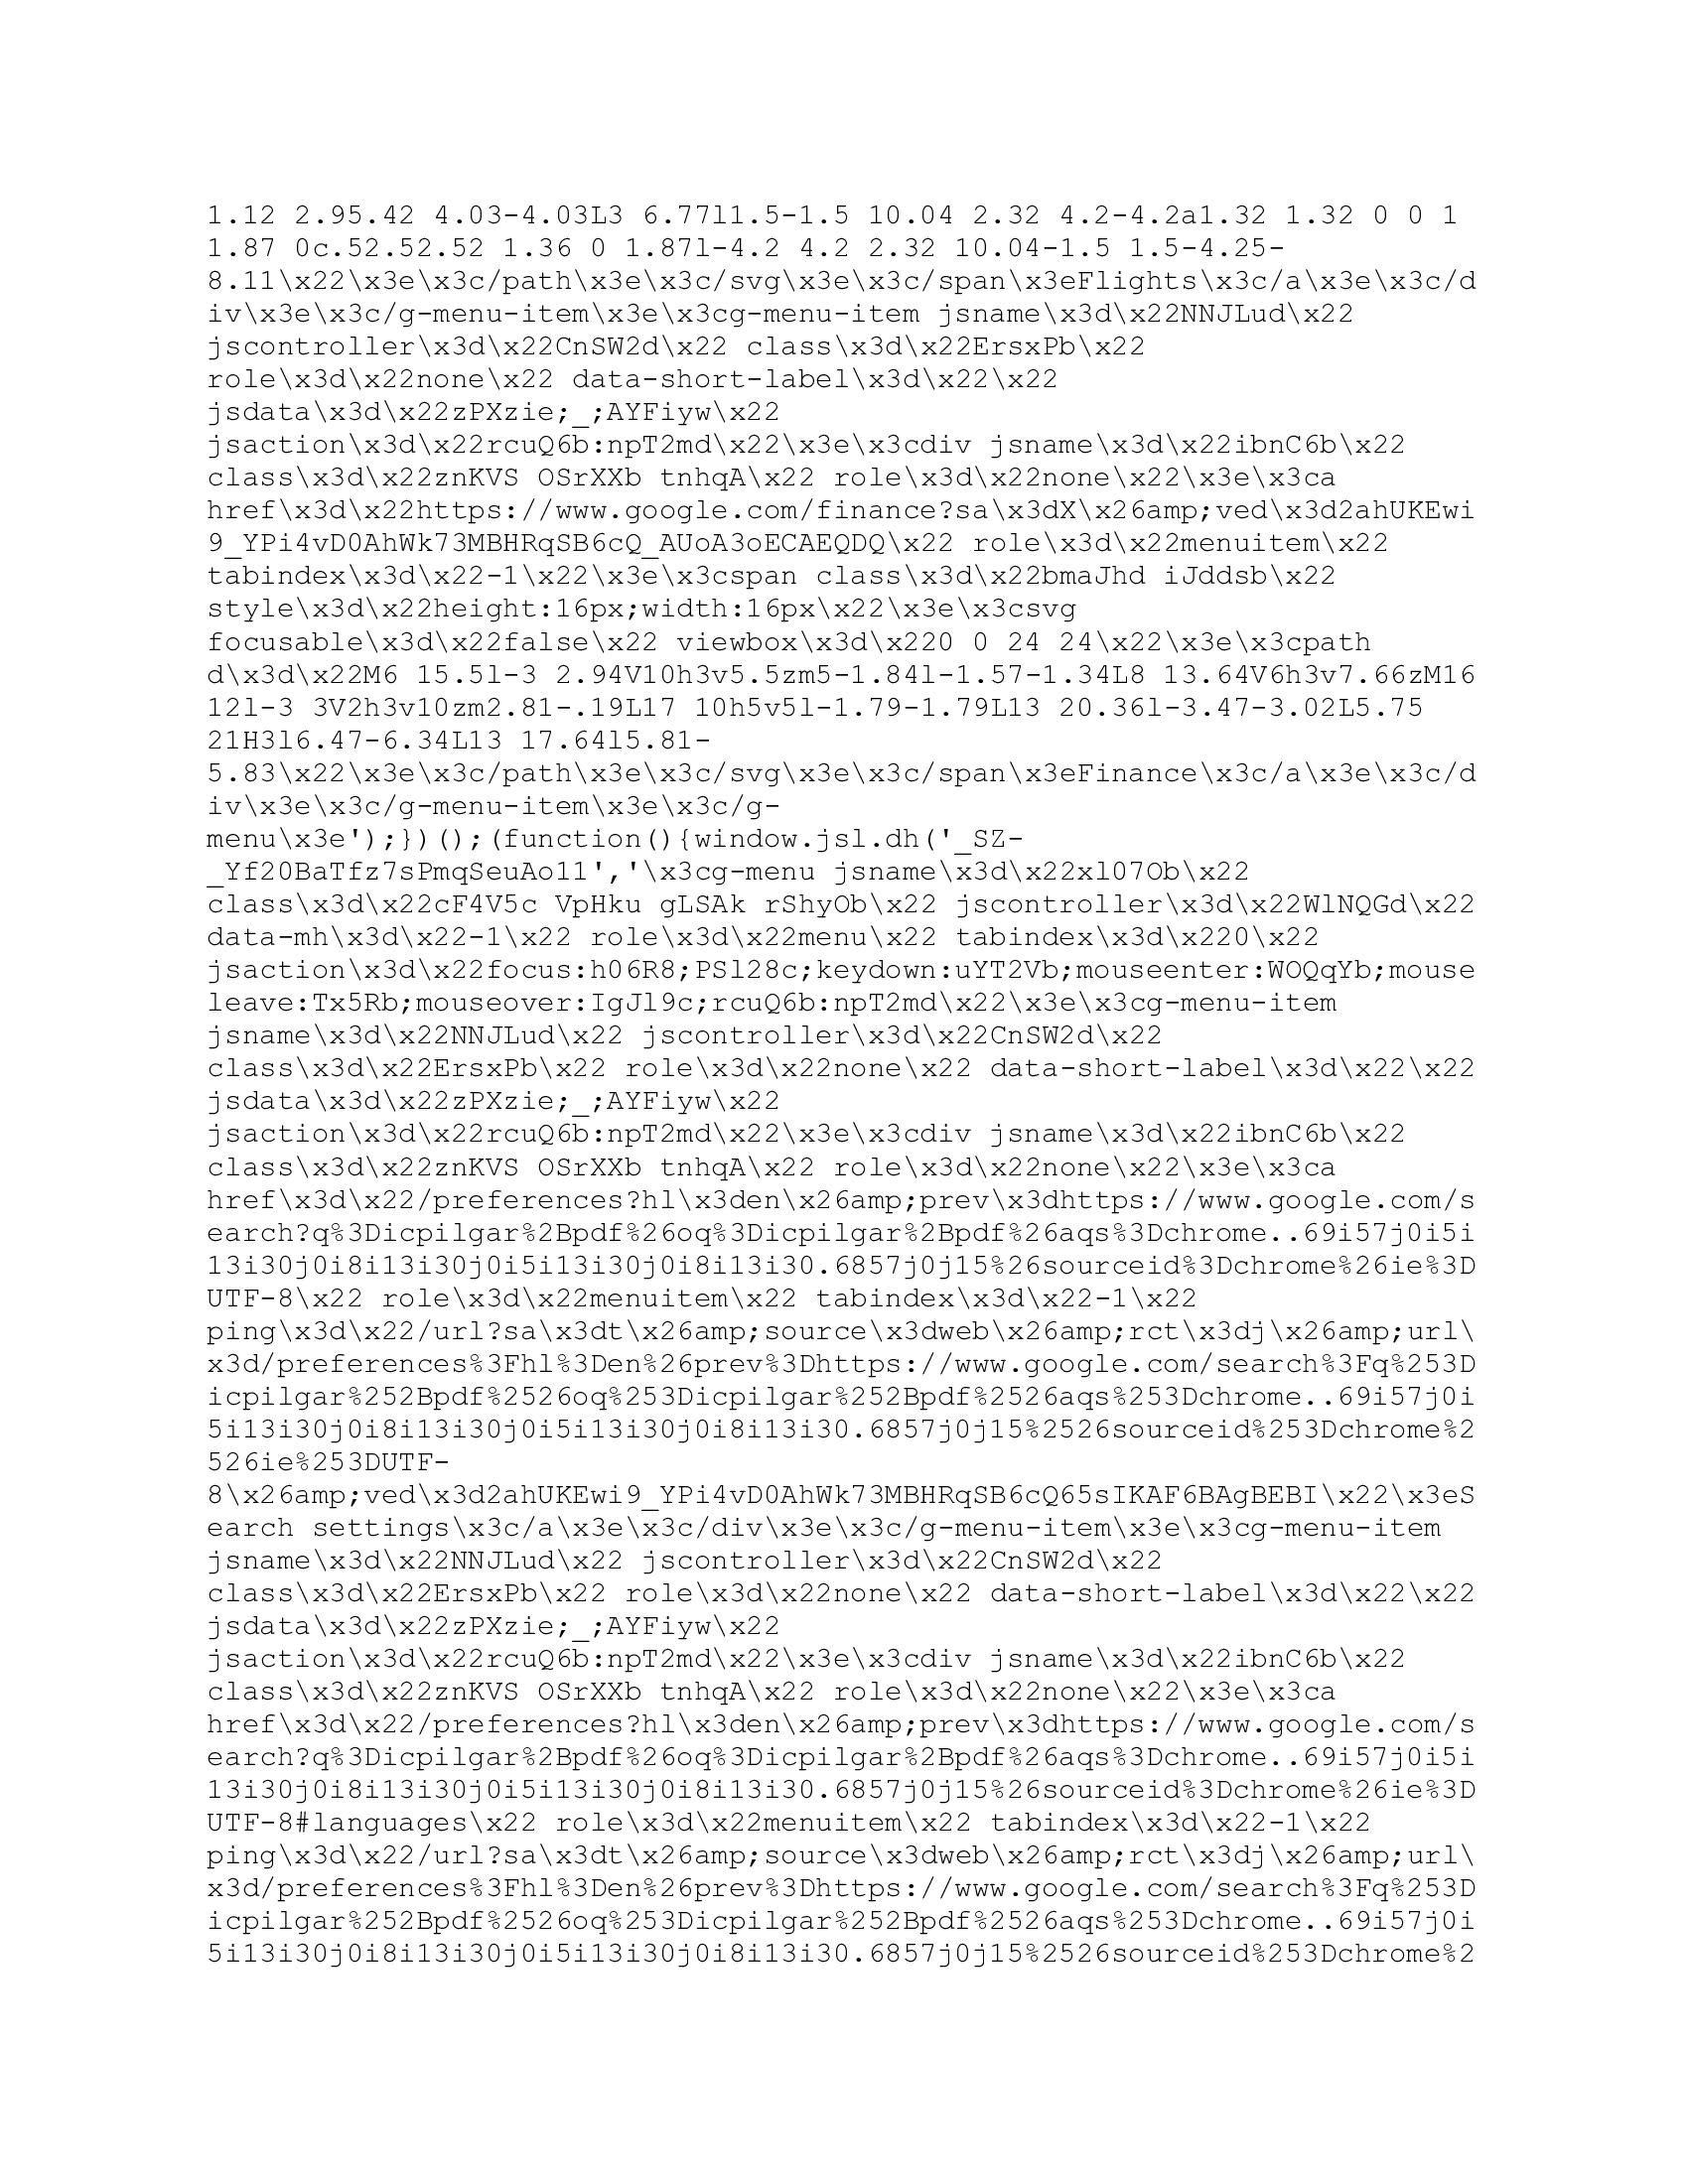 1.12 2.95.42 4.03-4.03L3 6.77l1.5-1.5 10.04 2.32 4.2-4.2a1.32 1.32 0 0 1
1.87 0c.52.52.52 1.36 0 1.87l-4.2 4.2 2.32 10.04-1.5 1.5-4.25-
8.11\x22\x3e\x3c/path\x3e\x3c/svg\x3e\x3c/span\x3eFlights\x3c/a\x3e\x3c/d
iv\x3e\x3c/g-menu-item\x3e\x3cg-menu-item jsname\x3d\x22NNJLud\x22
jscontroller\x3d\x22CnSW2d\x22 class\x3d\x22ErsxPb\x22
role\x3d\x22none\x22 data-short-label\x3d\x22\x22
jsdata\x3d\x22zPXzie;_;AYFiyw\x22
jsaction\x3d\x22rcuQ6b:npT2md\x22\x3e\x3cdiv jsname\x3d\x22ibnC6b\x22
class\x3d\x22znKVS OSrXXb tnhqA\x22 role\x3d\x22none\x22\x3e\x3ca
href\x3d\x22https://www.google.com/finance?sa\x3dX\x26amp;ved\x3d2ahUKEwi
9_YPi4vD0AhWk73MBHRqSB6cQ_AUoA3oECAEQDQ\x22 role\x3d\x22menuitem\x22
tabindex\x3d\x22-1\x22\x3e\x3cspan class\x3d\x22bmaJhd iJddsb\x22
style\x3d\x22height:16px;width:16px\x22\x3e\x3csvg
focusable\x3d\x22false\x22 viewbox\x3d\x220 0 24 24\x22\x3e\x3cpath
d\x3d\x22M6 15.5l-3 2.94V10h3v5.5zm5-1.84l-1.57-1.34L8 13.64V6h3v7.66zM16
12l-3 3V2h3v10zm2.81-.19L17 10h5v5l-1.79-1.79L13 20.36l-3.47-3.02L5.75
21H3l6.47-6.34L13 17.64l5.81-
5.83\x22\x3e\x3c/path\x3e\x3c/svg\x3e\x3c/span\x3eFinance\x3c/a\x3e\x3c/d
iv\x3e\x3c/g-menu-item\x3e\x3c/g-
menu\x3e');})();(function(){window.jsl.dh('_SZ-
_Yf20BaTfz7sPmqSeuAo11','\x3cg-menu jsname\x3d\x22xl07Ob\x22
class\x3d\x22cF4V5c VpHku gLSAk rShyOb\x22 jscontroller\x3d\x22WlNQGd\x22
data-mh\x3d\x22-1\x22 role\x3d\x22menu\x22 tabindex\x3d\x220\x22
jsaction\x3d\x22focus:h06R8;PSl28c;keydown:uYT2Vb;mouseenter:WOQqYb;mouse
leave:Tx5Rb;mouseover:IgJl9c;rcuQ6b:npT2md\x22\x3e\x3cg-menu-item
jsname\x3d\x22NNJLud\x22 jscontroller\x3d\x22CnSW2d\x22
class\x3d\x22ErsxPb\x22 role\x3d\x22none\x22 data-short-label\x3d\x22\x22
jsdata\x3d\x22zPXzie;_;AYFiyw\x22
jsaction\x3d\x22rcuQ6b:npT2md\x22\x3e\x3cdiv jsname\x3d\x22ibnC6b\x22
class\x3d\x22znKVS OSrXXb tnhqA\x22 role\x3d\x22none\x22\x3e\x3ca
href\x3d\x22/preferences?hl\x3den\x26amp;prev\x3dhttps://www.google.com/s
earch?q%3Dicpilgar%2Bpdf%26oq%3Dicpilgar%2Bpdf%26aqs%3Dchrome..69i57j0i5i
13i30j0i8i13i30j0i5i13i30j0i8i13i30.6857j0j15%26sourceid%3Dchrome%26ie%3D
UTF-8\x22 role\x3d\x22menuitem\x22 tabindex\x3d\x22-1\x22
ping\x3d\x22/url?sa\x3dt\x26amp;source\x3dweb\x26amp;rct\x3dj\x26amp;url\
x3d/preferences%3Fhl%3Den%26prev%3Dhttps://www.google.com/search%3Fq%253D
icpilgar%252Bpdf%2526oq%253Dicpilgar%252Bpdf%2526aqs%253Dchrome..69i57j0i
5i13i30j0i8i13i30j0i5i13i30j0i8i13i30.6857j0j15%2526sourceid%253Dchrome%2
526ie%253DUTF-
8\x26amp;ved\x3d2ahUKEwi9_YPi4vD0AhWk73MBHRqSB6cQ65sIKAF6BAgBEBI\x22\x3eS
earch settings\x3c/a\x3e\x3c/div\x3e\x3c/g-menu-item\x3e\x3cg-menu-item
jsname\x3d\x22NNJLud\x22 jscontroller\x3d\x22CnSW2d\x22
class\x3d\x22ErsxPb\x22 role\x3d\x22none\x22 data-short-label\x3d\x22\x22
jsdata\x3d\x22zPXzie;_;AYFiyw\x22
jsaction\x3d\x22rcuQ6b:npT2md\x22\x3e\x3cdiv jsname\x3d\x22ibnC6b\x22
class\x3d\x22znKVS OSrXXb tnhqA\x22 role\x3d\x22none\x22\x3e\x3ca
href\x3d\x22/preferences?hl\x3den\x26amp;prev\x3dhttps://www.google.com/s
earch?q%3Dicpilgar%2Bpdf%26oq%3Dicpilgar%2Bpdf%26aqs%3Dchrome..69i57j0i5i
13i30j0i8i13i30j0i5i13i30j0i8i13i30.6857j0j15%26sourceid%3Dchrome%26ie%3D
UTF-8#languages\x22 role\x3d\x22menuitem\x22 tabindex\x3d\x22-1\x22
ping\x3d\x22/url?sa\x3dt\x26amp;source\x3dweb\x26amp;rct\x3dj\x26amp;url\
x3d/preferences%3Fhl%3Den%26prev%3Dhttps://www.google.com/search%3Fq%253D
icpilgar%252Bpdf%2526oq%253Dicpilgar%252Bpdf%2526aqs%253Dchrome..69i57j0i
5i13i30j0i8i13i30j0i5i13i30j0i8i13i30.6857j0j15%2526sourceid%253Dchrome%2